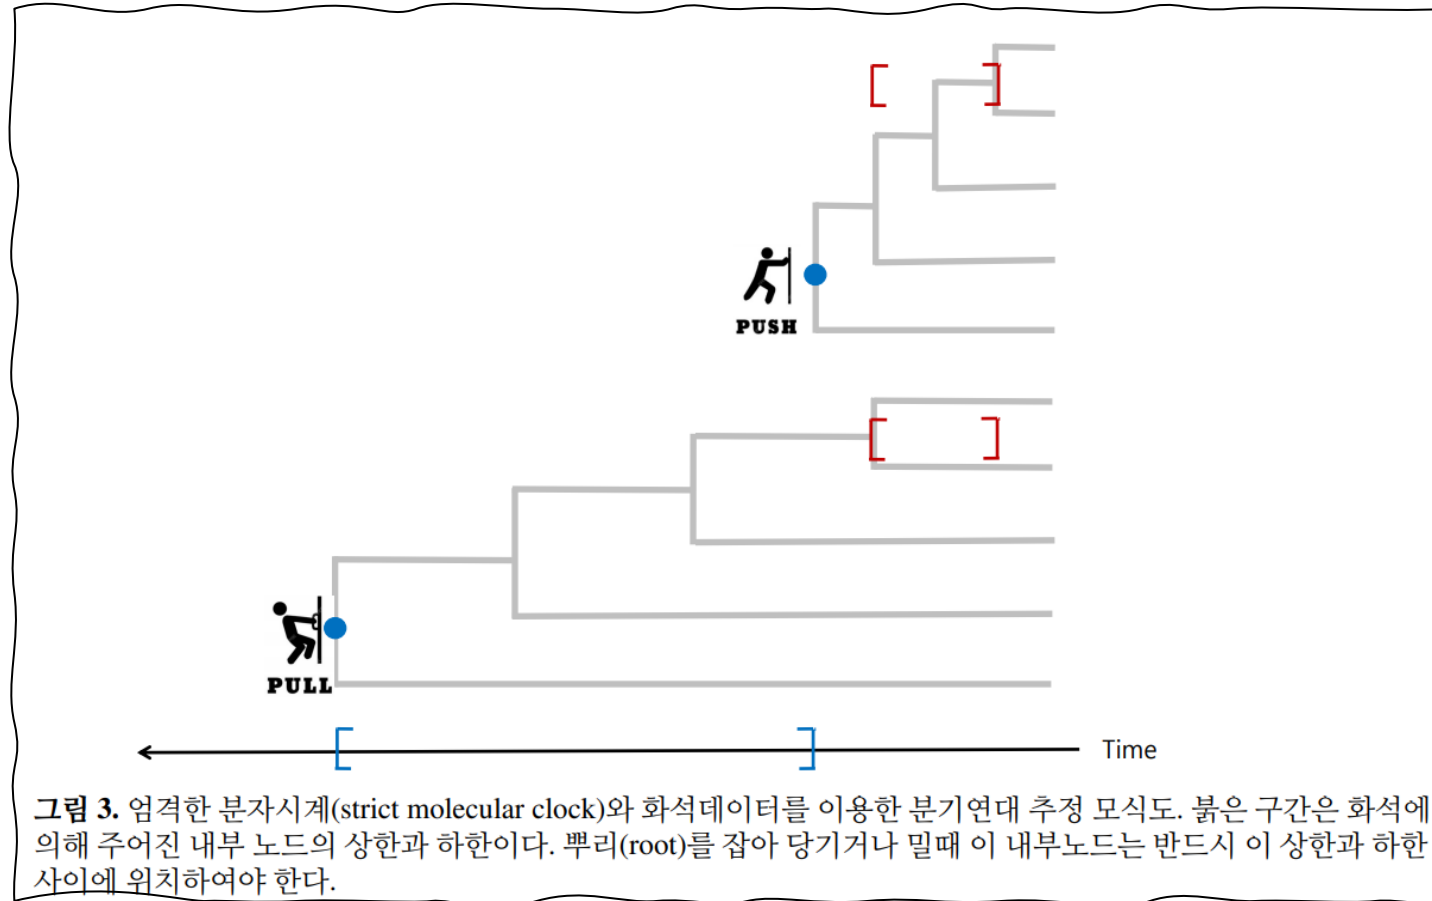 PUSH
PULL
Time
그림 3. 엄격한 분자시계(strict molecular clock)와 화석데이터를 이용한 분기연대 추정 모식도. 붉은 구간은 화석에
의해 주어진 내부 노드의 상한과 하한이다. 뿌리(root)를 잡아 당기거나 밀때 이 내부노드는 반드시 이 상한과 하한
사이에 위치하여야 한다.